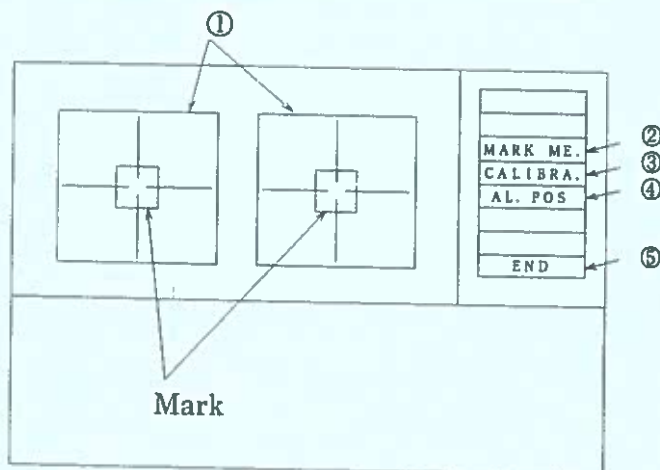 ①
MARK ME.
②
CALIBRA.
③
AL. POS
④
END
⑤
Mark